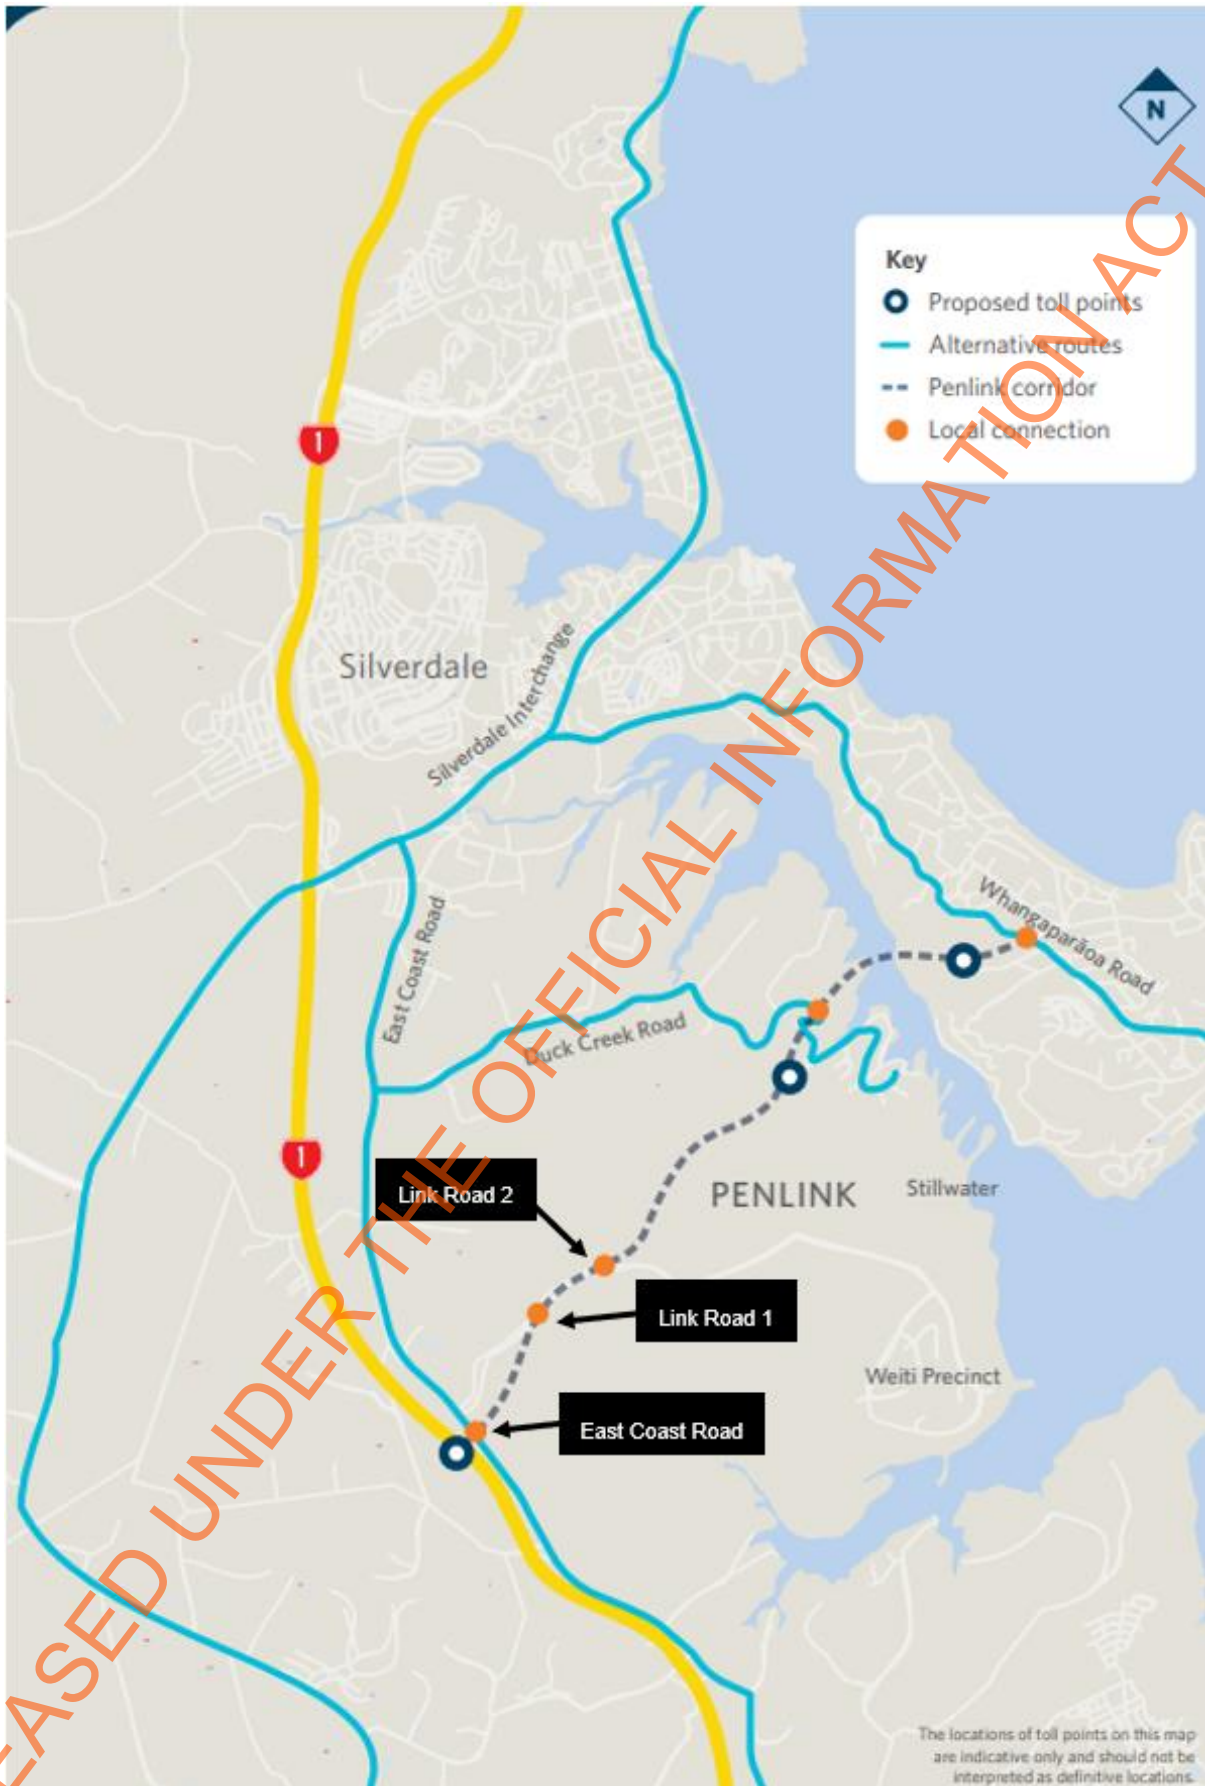 N
Key
Proposed toll points
Alternative routes
Penlink corridor
Local connection
1
Silverdale
Silverdale Interchange
Whangaparāoa Road
East Coast Road
Duck Creek Road
1
Link Road 2
PENLINK
Stillwater
Link Road 1
Weiti Precinct
East Coast Road
The locations of toll points on this map
are indicative only and should not be
interpreted as definitive locations.
EASED UNDER THE OFFICIAL INFORMATION ACT